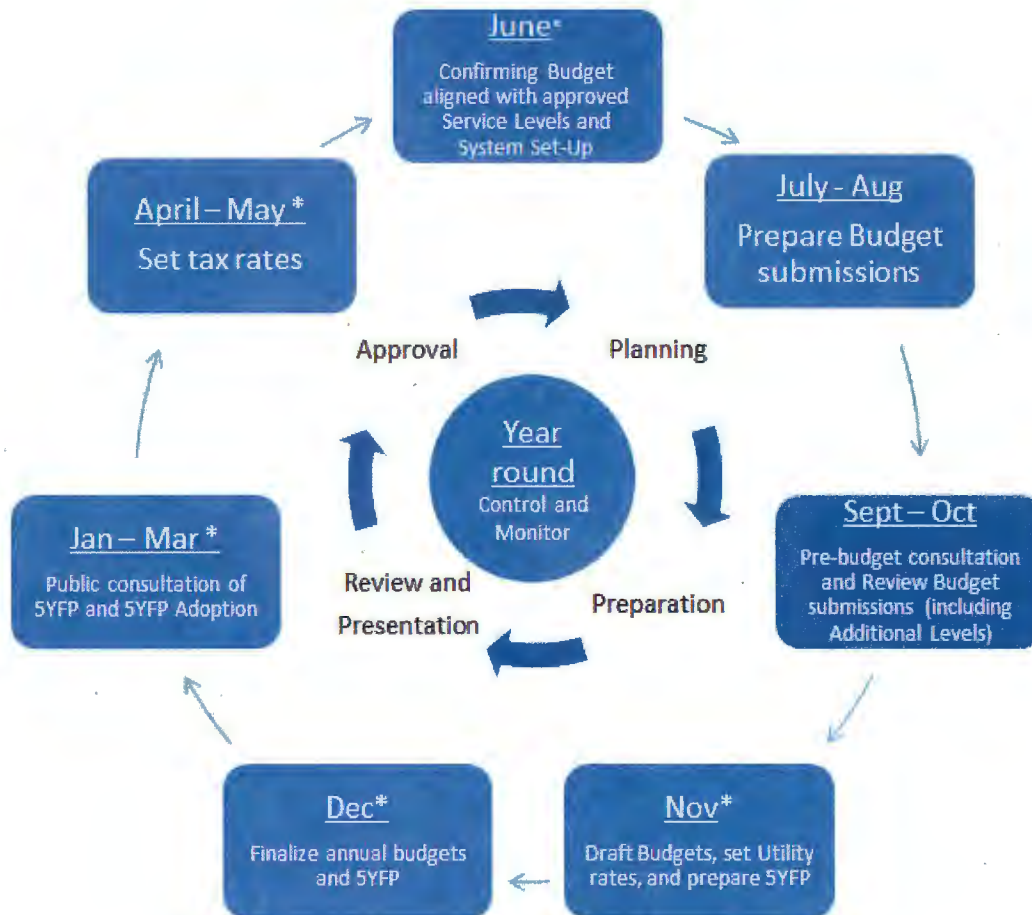 June*
Confirming Budget
aligned with approved
Service Levels and
System Set-Up
July - Aug
Prepare Budget
submissions
Sept – Oct
Pre-budget consultation
and Review Budget
submissions (including
Additional Levels)
Nov*
Draft Budgets, set Utility
rates, and prepare 5YFP
Dec*
Finalize annual budgets
and 5YFP
Jan – Mar *
Public consultation of
5YFP and 5YFP Adoption
April – May *
Set tax rates
Approval
Planning
Preparation
Review and
Presentation
Year
round
Control and
Monitor